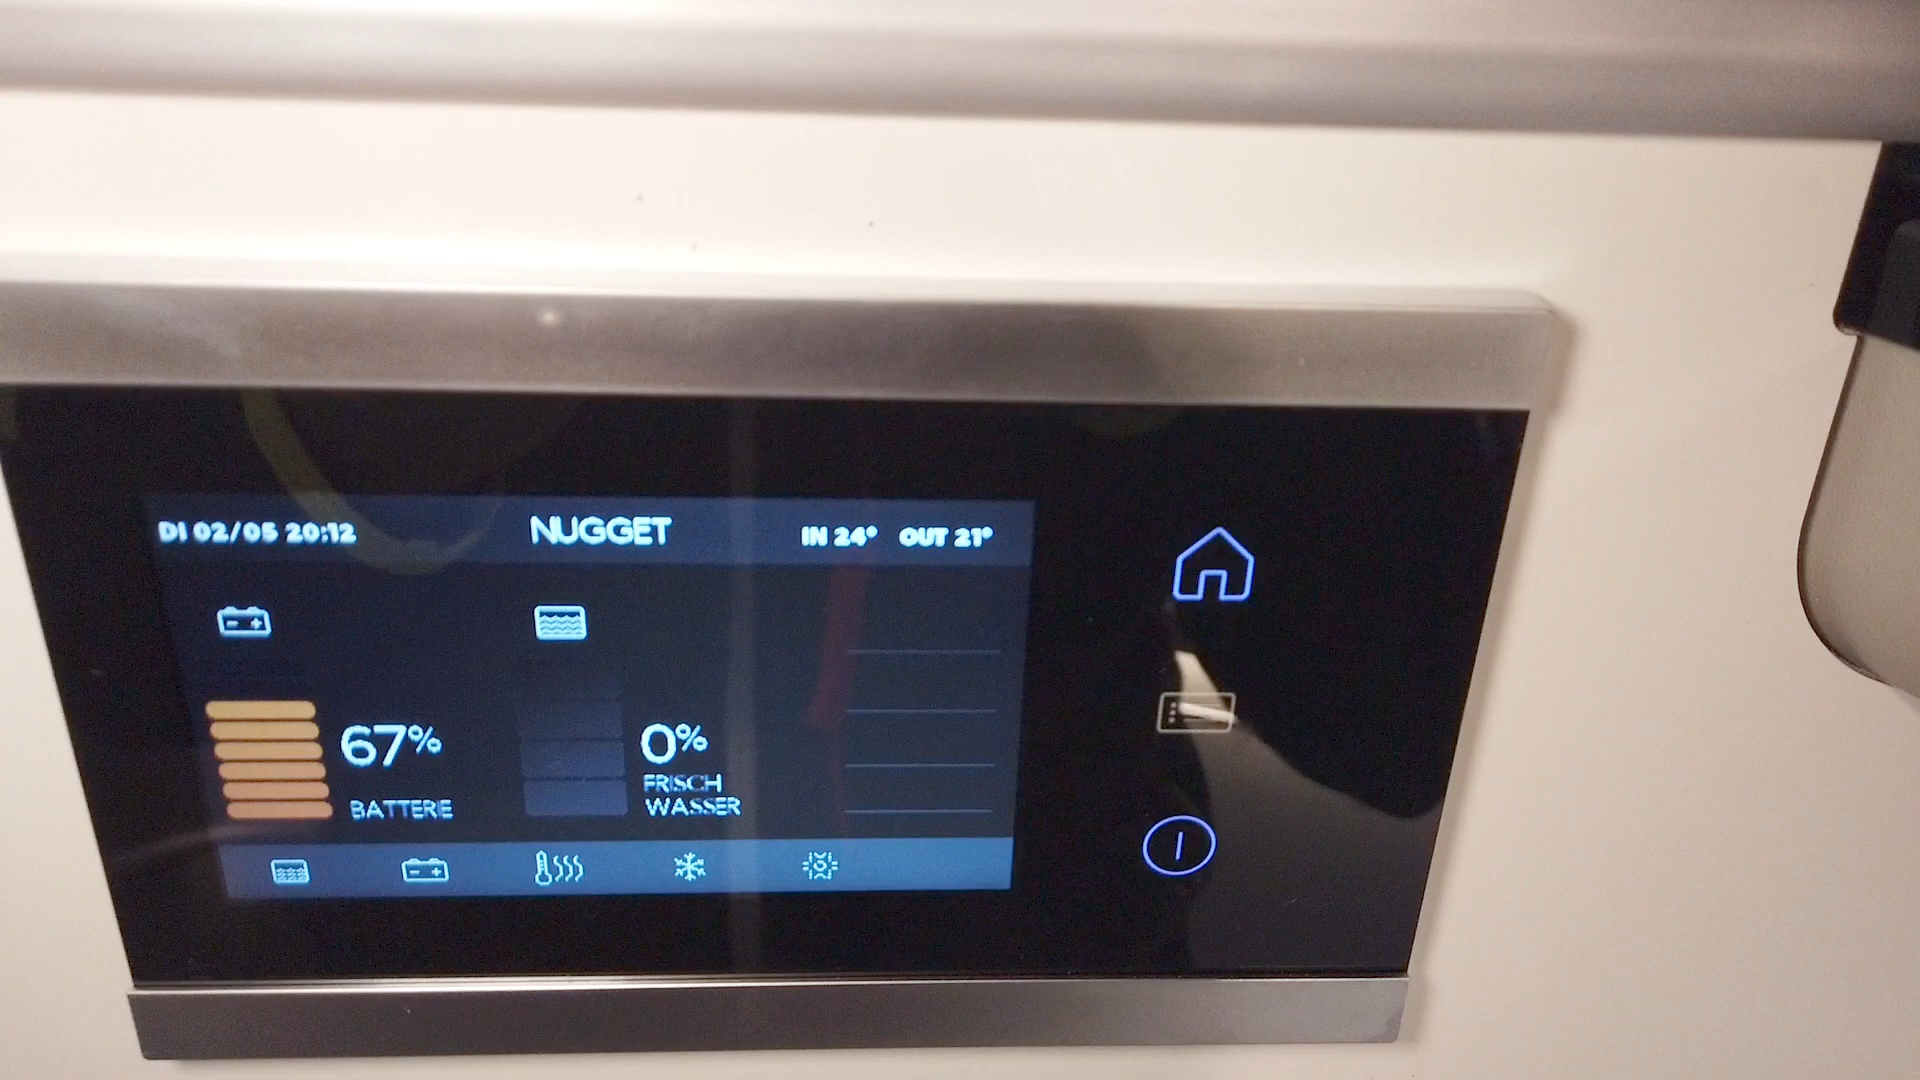 DI 02/05 20:12 NUGGET IN 24° OUT 21°
67%
BATTERE
0%
FRISCH
WASSER